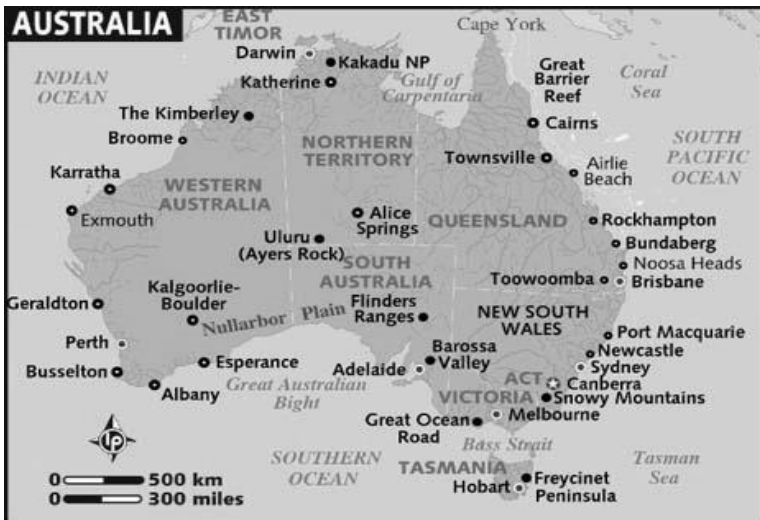 AUSTRALIA
EAST
TIMOR
Cape York
Darwin
Kakadu NP
Great
Barrier
Reef
Coral
Sea
INDIAN
OCEAN
Katherine
Gulf of
Carpentaria
The Kimberley
Cairns
Broome
NORTHERN
TERRITORY
SOUTH
PACIFIC
OCEAN
Townsville
Airlie
Beach
Karratha
WESTERN
AUSTRALIA
Exmouth
Alice
Springs
QUEENSLAND
Rockhampton
Uluru
(Ayers Rock)
Bundaberg
SOUTH
AUSTRALIA
Noosa Heads
Toowoomba
Brisbane
Kalgoorlie-
Boulder
Geraldton
Flinders
Ranges
NEW SOUTH
WALES
Nullarbor Plain
Port Macquarie
Perth
Newcastle
Barossa
Valley
Sydney
Busselton
Esperance
Adelaide
ACT
Canberra
Albany
Great Australian
Bight
VICTORIA
Snowy Mountains
Great Ocean
Road
Melbourne
lp
Bass Strait
SOUTHERN
OCEAN
TASMANIA
Tasman
Sea
0 500 km
0 300 miles
Hobart
Freycinet
Peninsula